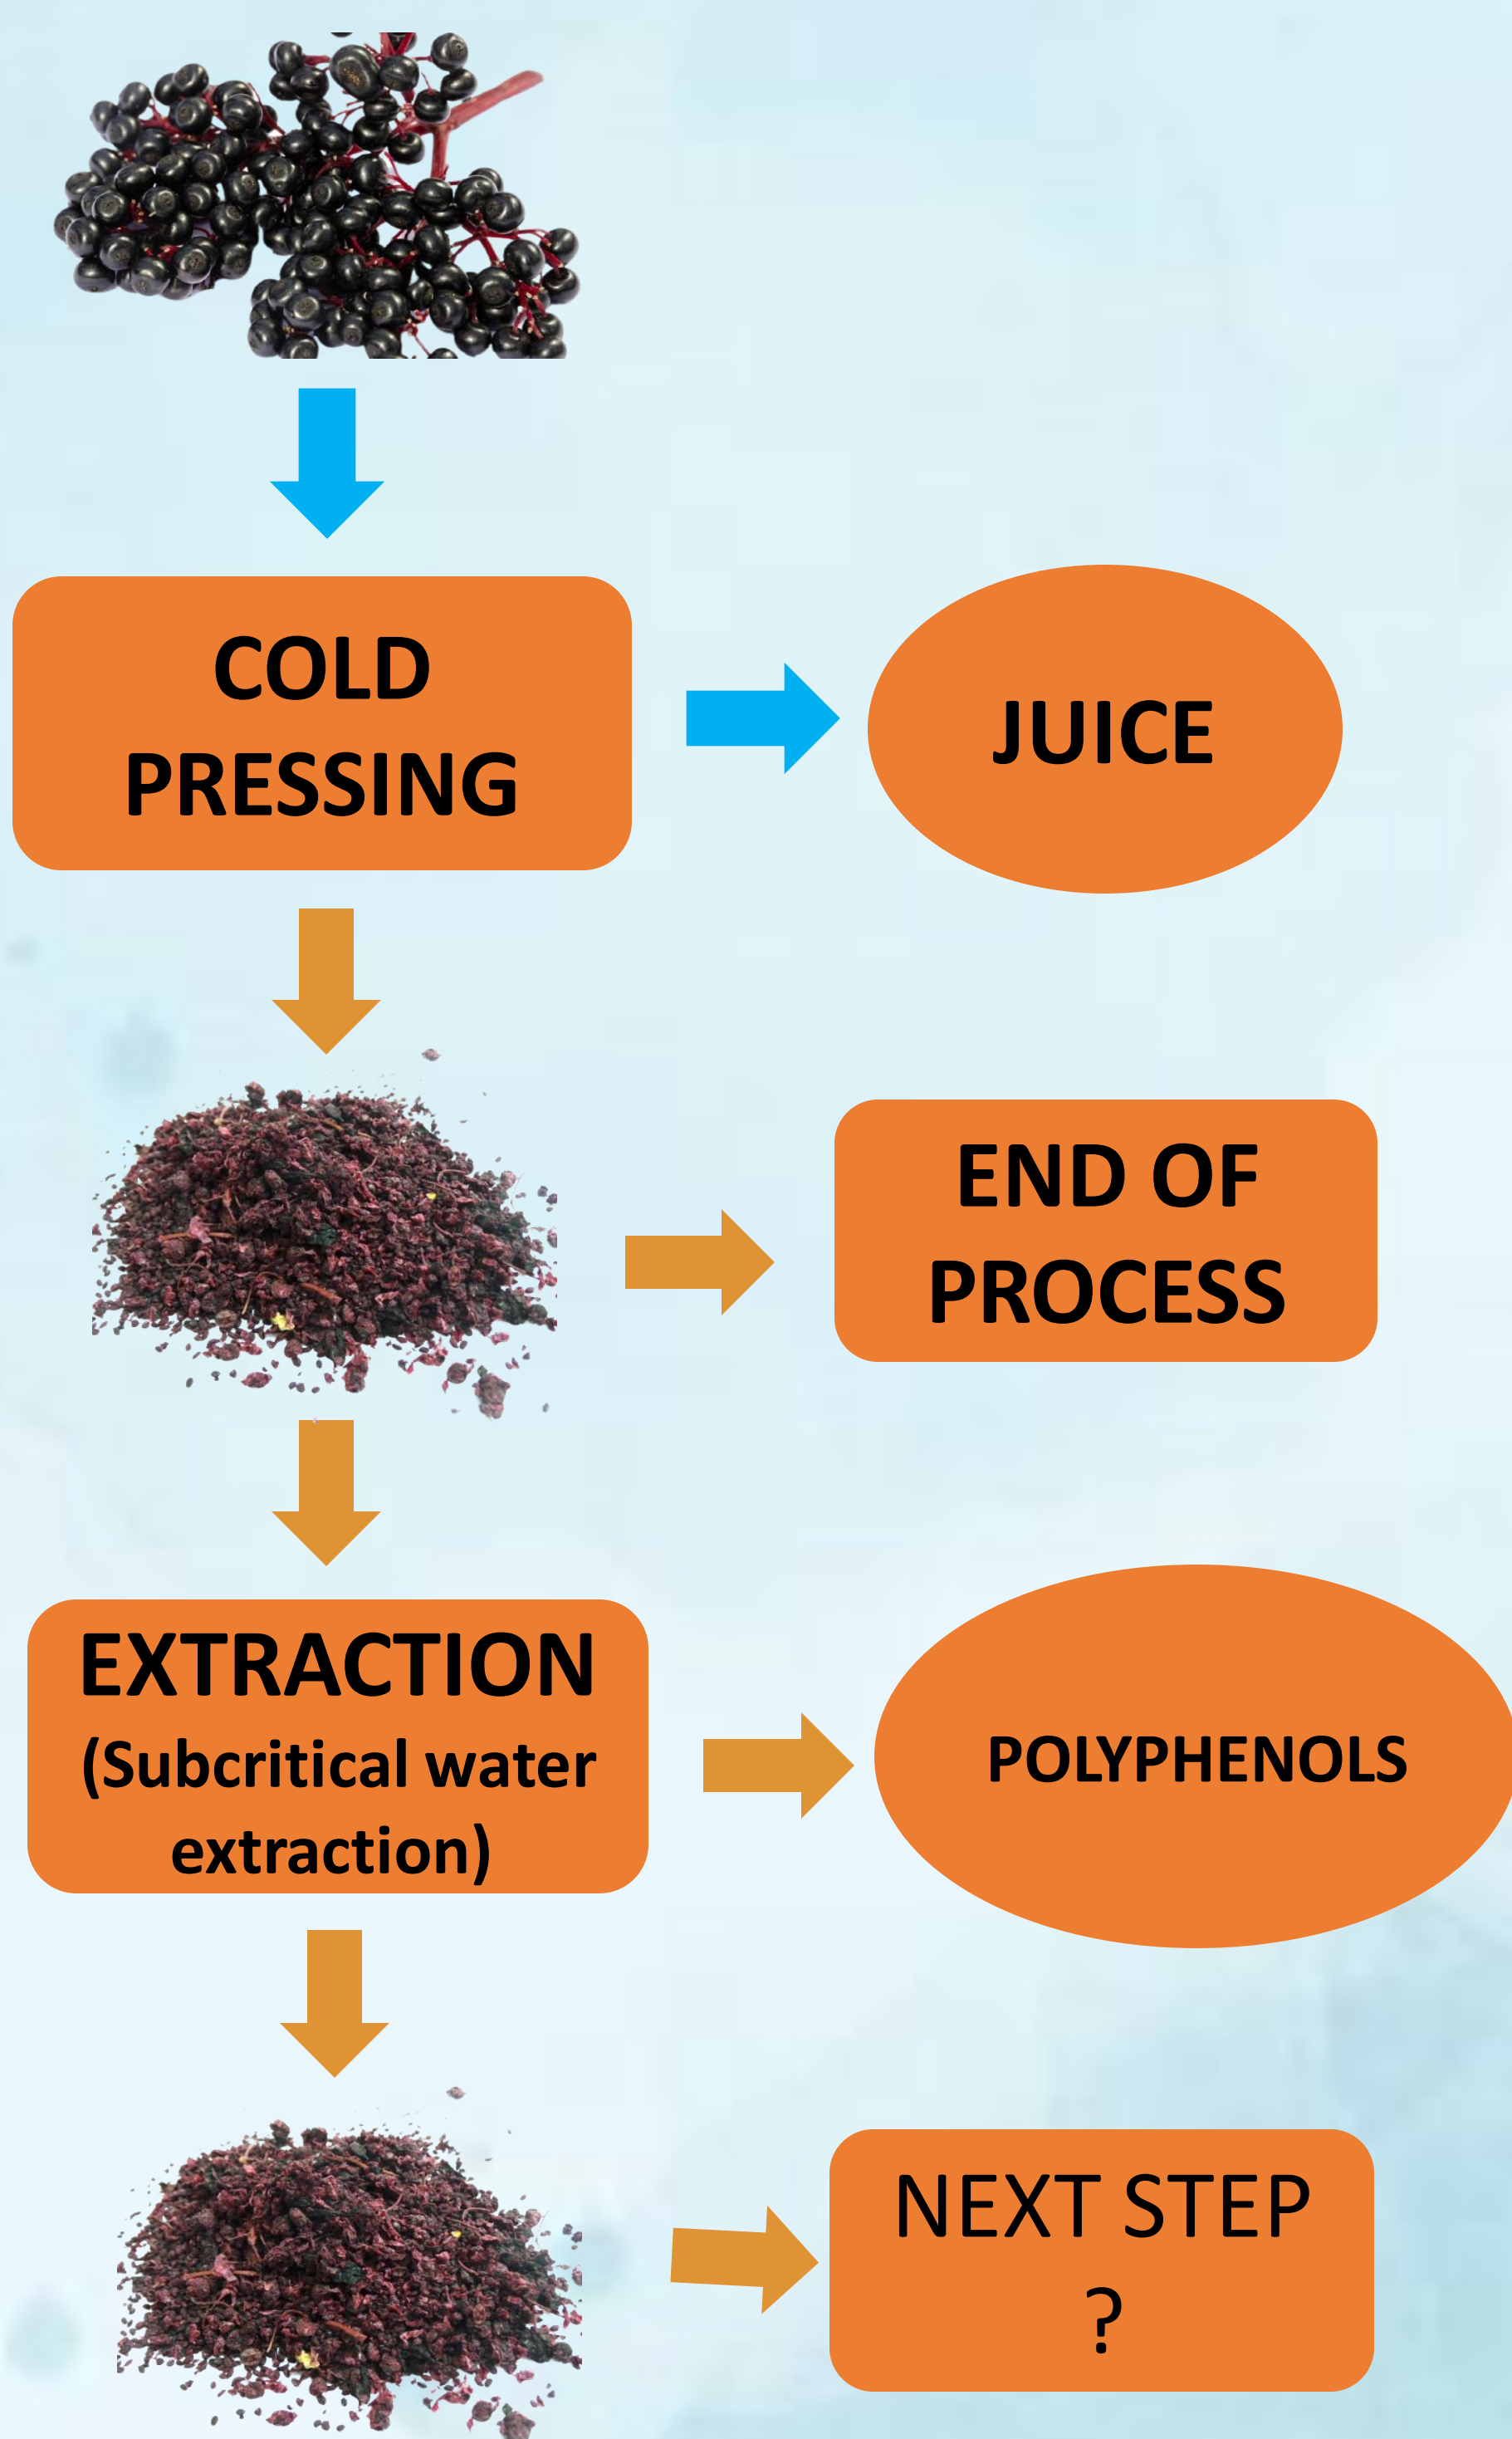 COLD
PRESSING
JUICE
END OF
PROCESS
EXTRACTION
(Subcritical water
extraction)
POLYPHENOLS
NEXT STEP
?